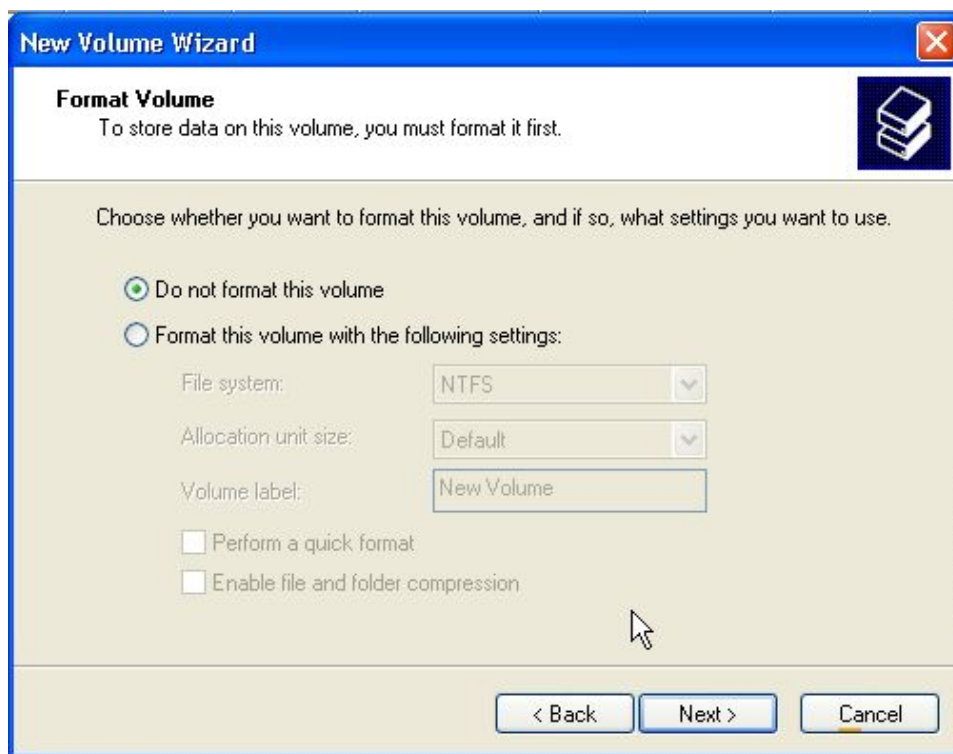 New Volume Wizard
Format Volume
To store data on this volume, you must format it first.
Choose whether you want to format this volume, and if so, what settings you want to use.
Do not format this volume
Format this volume with the following settings:
File system: NTFS
Allocation unit size: Default
Volume label: New Volume
Perform a quick format
Enable file and folder compression
< Back Next > Cancel